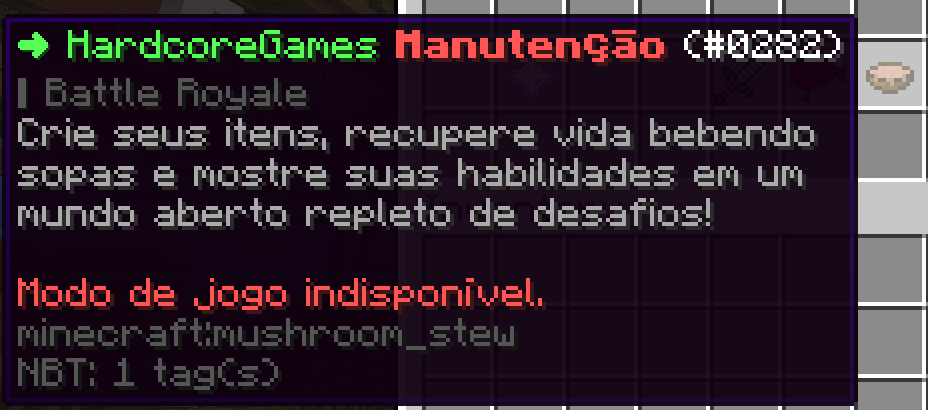 ➜ HardcoreGames Manutenção (#0282)
▎Battle Royale
Crie seus itens, recupere vida bebendo
sopas e mostre suas habilidades em um
mundo aberto repleto de desafios!
Modo de jogo indisponível.
minecraft:mushroom_stew
NBT: 1 tag(s)